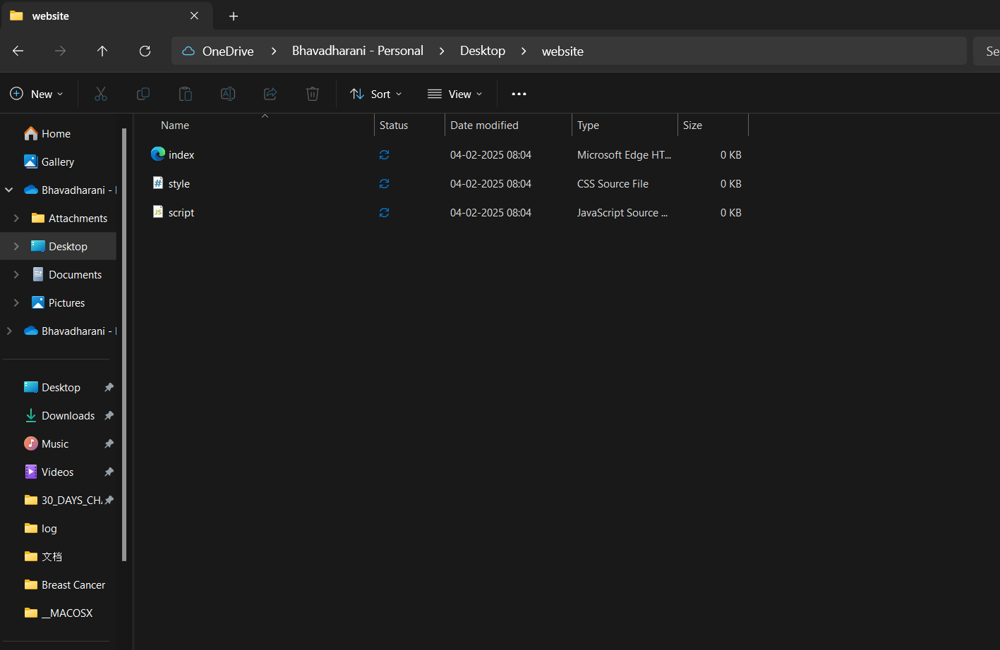 website
OneDrive > Bhavadharani - Personal > Desktop > website
Se
New
Sort
View
Name Status Date modified Type Size
index 04-02-2025 08:04 Microsoft Edge HT... 0 KB
style 04-02-2025 08:04 CSS Source File 0 KB
script 04-02-2025 08:04 JavaScript Source ... 0 KB
Home
Gallery
Bhavadharani -
Attachments
Desktop
Documents
Pictures
Bhavadharani -
Desktop
Downloads
Music
Videos
30_DAYS_CH
log
文档
Breast Cancer
__MACOSX